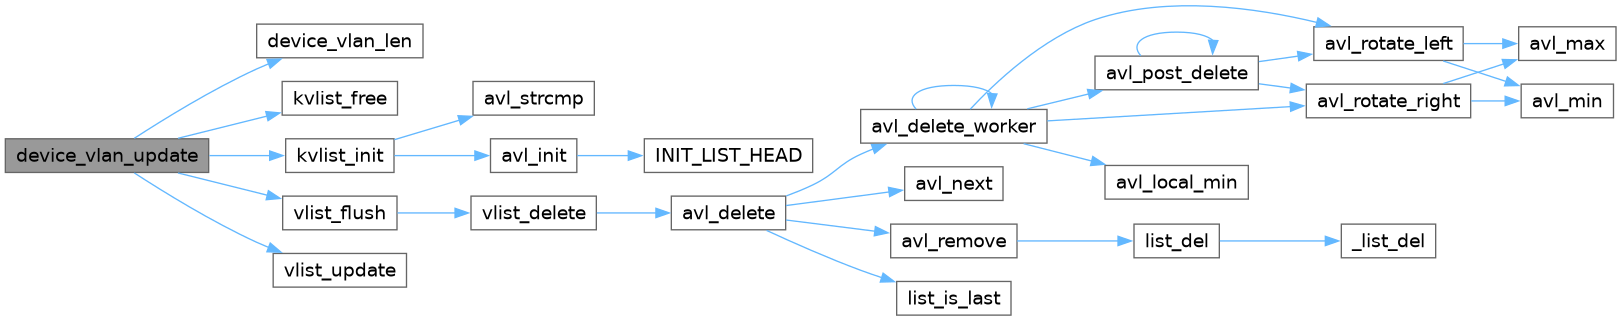 device_vlan_update
device_vlan_len
kvlist_free
kvlist_init
vlist_flush
vlist_update
avl_strcmp
avl_init
vlist_delete
INIT_LIST_HEAD
avl_delete
avl_delete_worker
avl_next
avl_remove
list_is_last
avl_post_delete
avl_local_min
list_del
avl_rotate_left
avl_rotate_right
_list_del
avl_max
avl_min